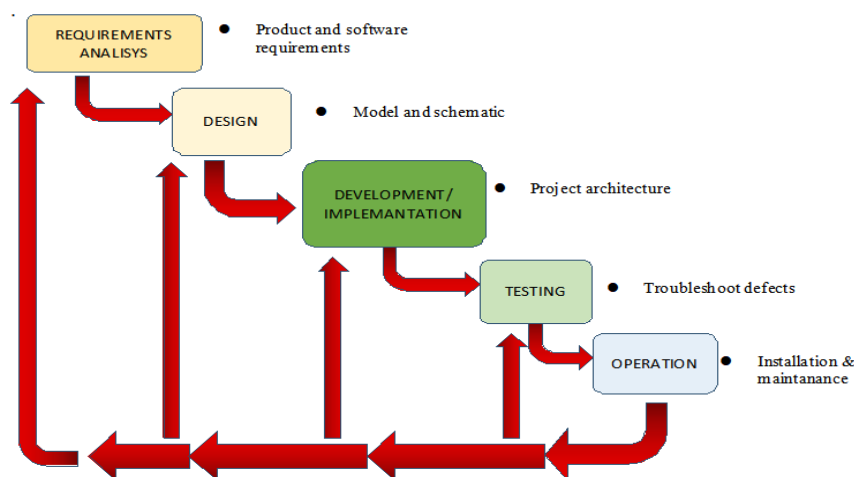 REQUIREMENTS
ANALISYS
● Product and software
requirements
DESIGN
● Model and schematic
DEVELOPMENT/
IMPLEMANTATION
● Project architecture
TESTING
● Troubleshoot defects
OPERATION
● Installation &
maintanance